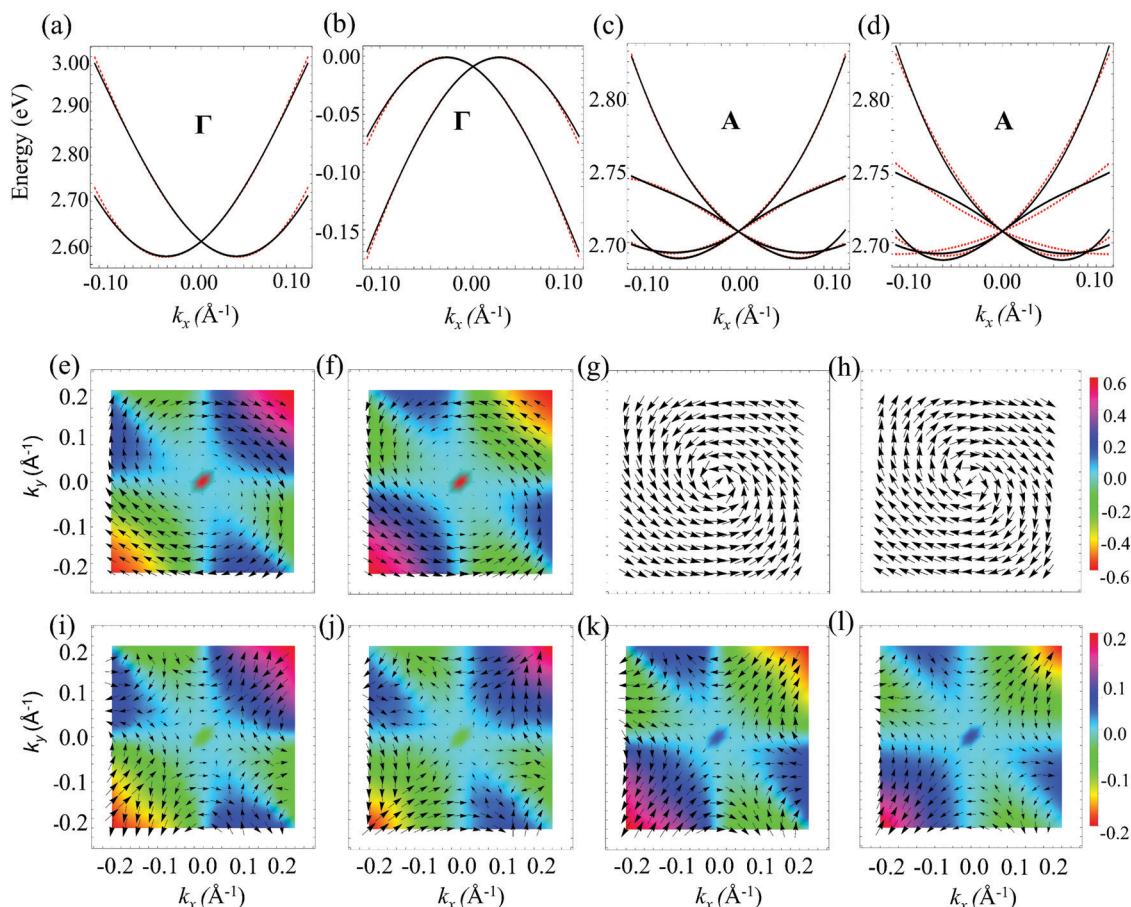 (a) (b) (c) (d)
Energy (eV)
3.00 2.90 2.80 2.70 2.60
Γ
-0.10 0.00 0.10
kₓ (Å⁻¹)
0.00 -0.05 -0.10 -0.15
Γ
-0.10 0.00 0.10
kₓ (Å⁻¹)
2.80 2.75 2.70
A
-0.10 0.00 0.10
kₓ (Å⁻¹)
2.80 2.75 2.70
A
-0.10 0.00 0.10
kₓ (Å⁻¹)
(e) (f) (g) (h)
k_y (Å⁻¹)
0.2 0.1 0.0 -0.1 -0.2
0.6 0.4 0.2 0.0 -0.2 -0.4 -0.6
(i) (j) (k) (l)
k_y (Å⁻¹)
0.2 0.1 0.0 -0.1 -0.2
0.2 0.1 0.0 -0.1 -0.2
-0.2 -0.1 0.0 0.1 0.2
-0.2 -0.1 0.0 0.1 0.2
-0.2 -0.1 0.0 0.1 0.2
-0.2 -0.1 0.0 0.1 0.2
kₓ (Å⁻¹) kₓ (Å⁻¹) kₓ (Å⁻¹) kₓ (Å⁻¹)